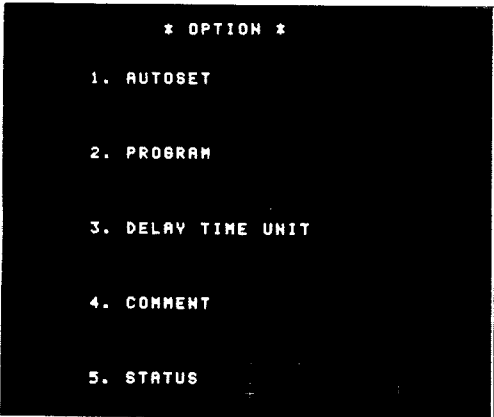 * OPTION *
1. AUTOSET
2. PROGRAM
3. DELAY TIME UNIT
4. COMMENT
5. STATUS